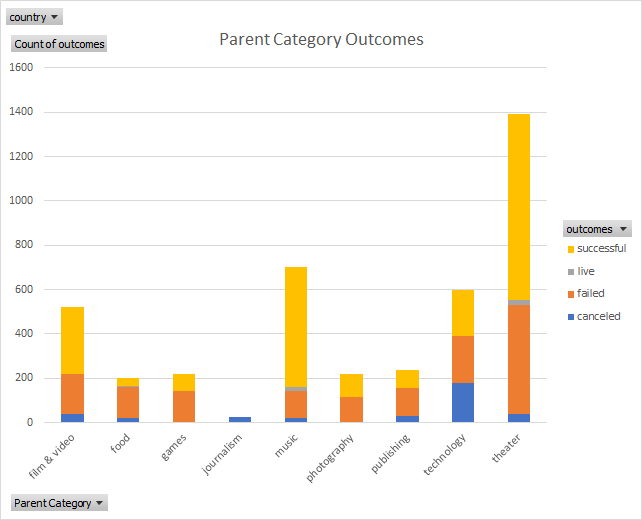 country
Count of outcomes
Parent Category Outcomes
1600
1400
1200
1000
800
600
400
200
0
film & video
food
games
journalism
music
photography
publishing
technology
theater
outcomes
successful
live
failed
canceled
Parent Category